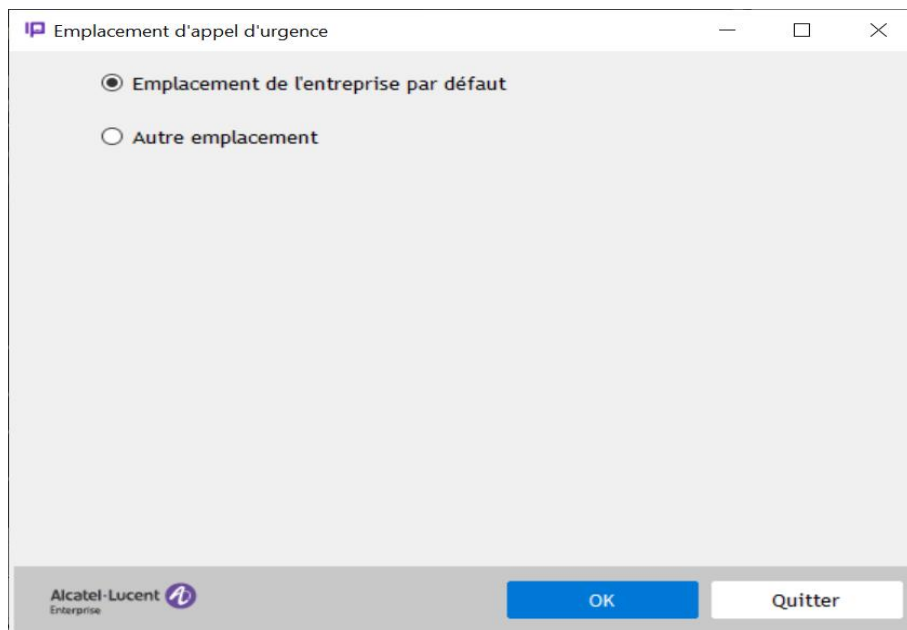 Emplacement d'appel d'urgence
Emplacement de l'entreprise par défaut
Autre emplacement
Alcatel·Lucent
Enterprise
OK
Quitter